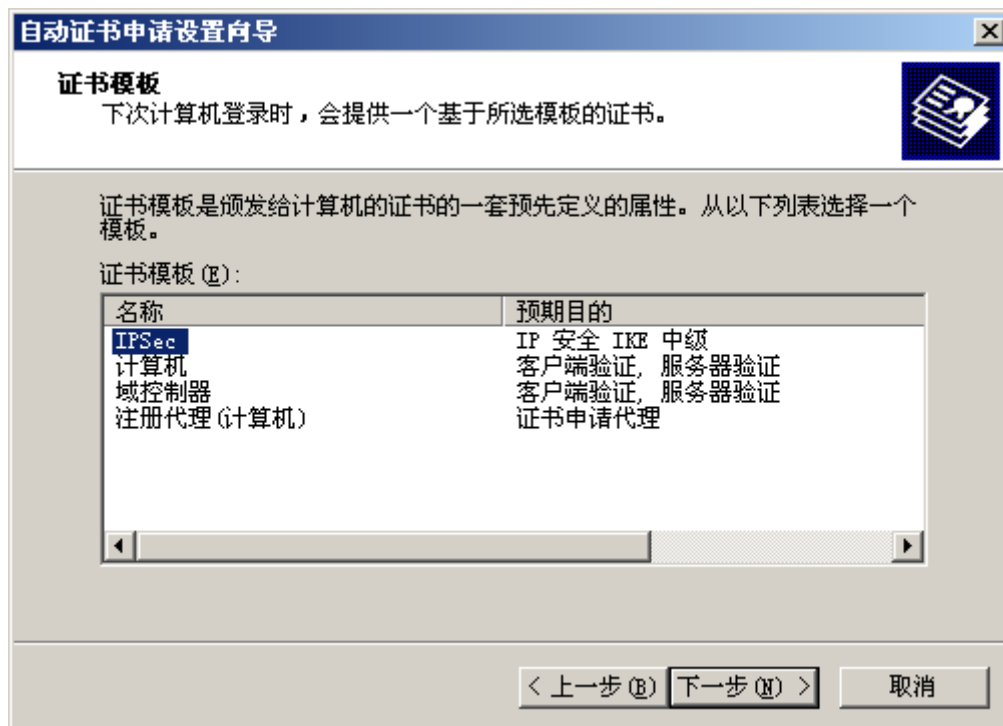 自动证书申请设置向导
证书模板
下次计算机登录时，会提供一个基于所选模板的证书。
证书模板是颁发给计算机的证书的一套预先定义的属性。从以下列表选择一个
模板。
证书模板(E):
名称 预期目的
IPSec IP 安全 IKE 中级
计算机 客户端验证, 服务器验证
域控制器 客户端验证, 服务器验证
注册代理(计算机) 证书申请代理
< 上一步(B) 下一步(N) > 取消